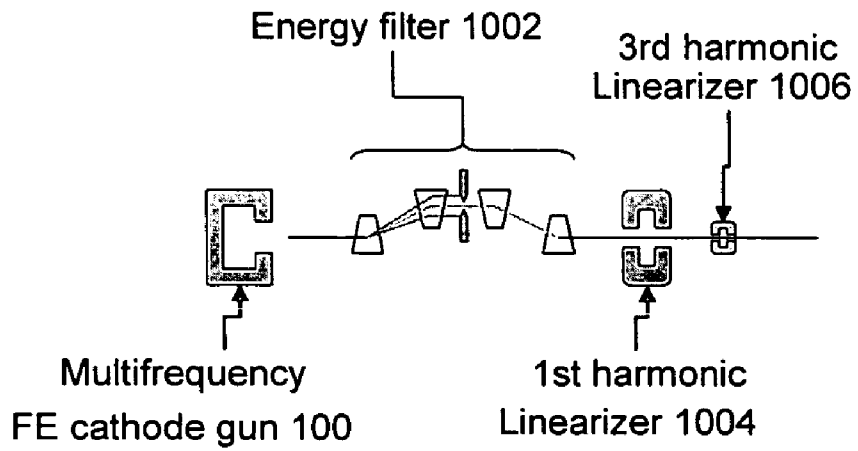 Energy filter 1002
3rd harmonic
Linearizer 1006
Multifrequency
FE cathode gun 100
1st harmonic
Linearizer 1004